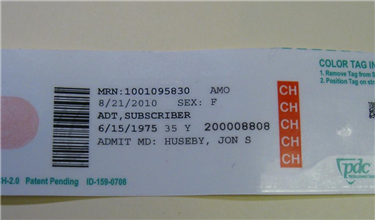 MRN:1001095830 AMO
8/21/2010 SEX: F
ADT,SUBSCRIBER
6/15/1975 35 Y 200008808
ADMIT MD: HUSEBY, JON S
CH
CH
CH
CH
CH
COLOR TAG IN
1. Remove Tag from S
2. Position Tag on str
CH-2.0 Patent Pending ID-159-0708
pdc